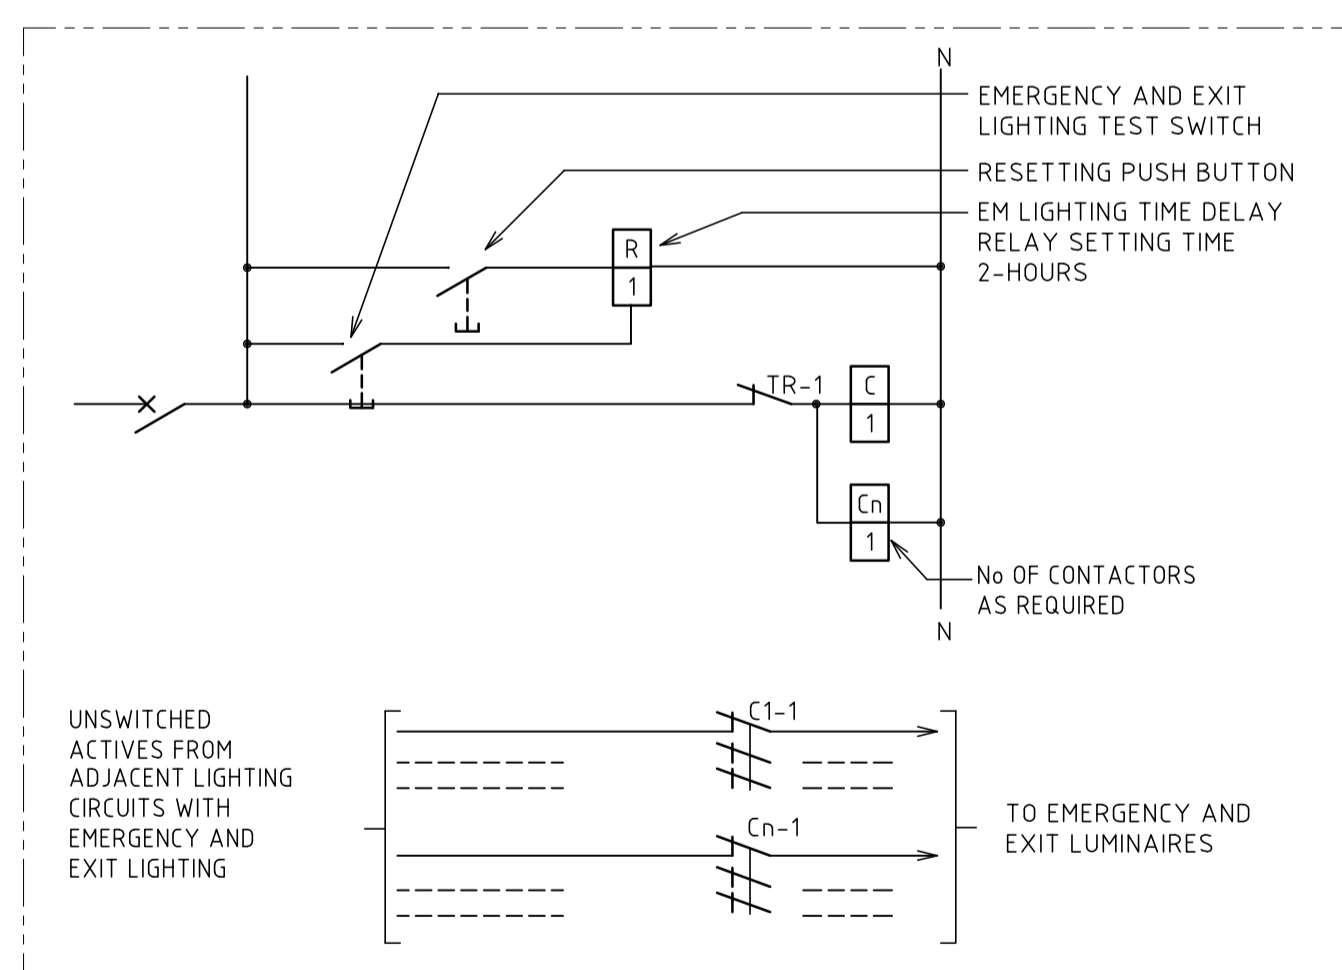 N
EMERGENCY AND EXIT
LIGHTING TEST SWITCH
RESETTING PUSH BUTTON
EM LIGHTING TIME DELAY
RELAY SETTING TIME
2-HOURS
R
1
TR-1
C
1
Cn
1
No OF CONTACTORS
AS REQUIRED
N
UNSWITCHED
ACTIVES FROM
ADJACENT LIGHTING
CIRCUITS WITH
EMERGENCY AND
EXIT LIGHTING
C1-1
Cn-1
TO EMERGENCY AND
EXIT LUMINAIRES